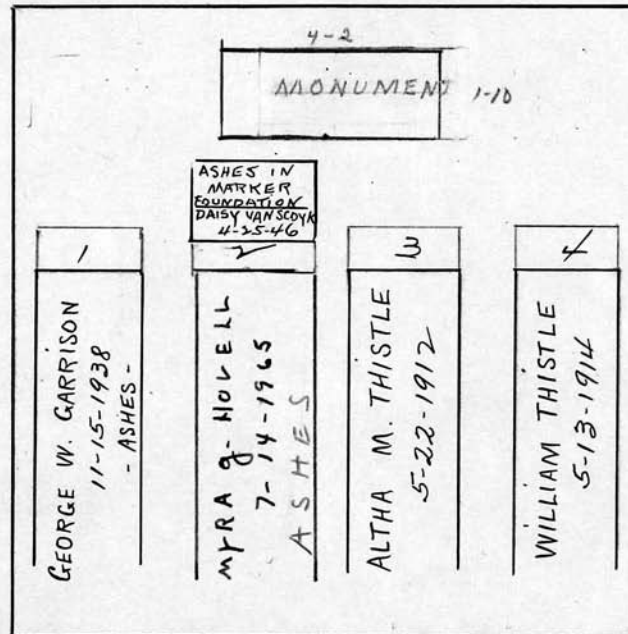 4-2
MONUMENT
1-10
ASHES IN
MARKER
FOUNDATION
DAISY VAN SCOYK
4-25-46
1
2
3
4
GEORGE W. GARRISON
11-15-1938
- ASHES -
MYRA g. HOVELL
7-14-1965
ASHES
ALTHA M. THISTLE
5-22-1912
WILLIAM THISTLE
5-13-1914